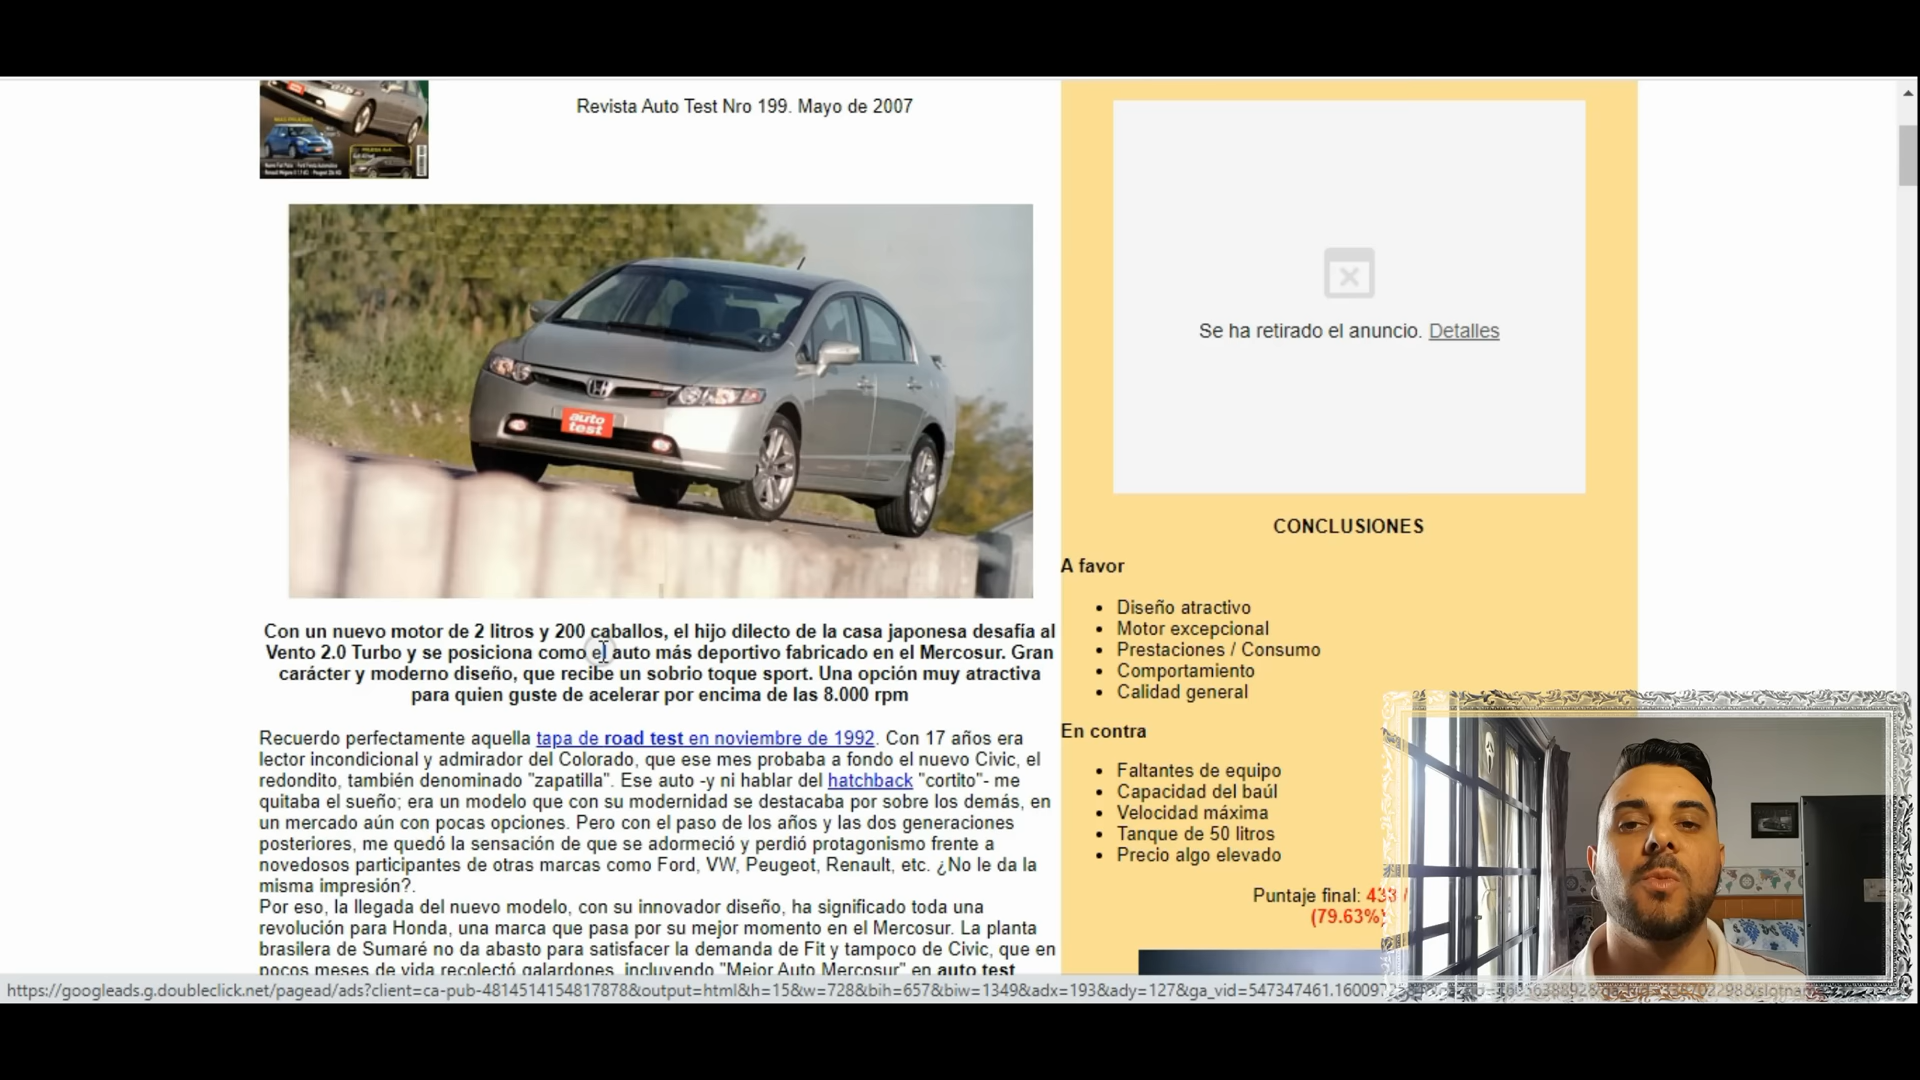 Revista Auto Test Nro 199. Mayo de 2007
auto
test
Con un nuevo motor de 2 litros y 200 caballos, el hijo dilecto de la casa japonesa desafía al
Vento 2.0 Turbo y se posiciona como el auto más deportivo fabricado en el Mercosur. Gran
carácter y moderno diseño, que recibe un sobrio toque sport. Una opción muy atractiva
para quien guste de acelerar por encima de las 8.000 rpm
Recuerdo perfectamente aquella tapa de road test en noviembre de 1992. Con 17 años era
lector incondicional y admirador del Colorado, que ese mes probaba a fondo el nuevo Civic, el
redondito, también denominado "zapatilla". Ese auto -y ni hablar del hatchback "cortito"- me
quitaba el sueño; era un modelo que con su modernidad se destacaba por sobre los demás, en
un mercado aún con pocas opciones. Pero con el paso de los años y las dos generaciones
posteriores, me quedó la sensación de que se adormeció y perdió protagonismo frente a
novedosos participantes de otras marcas como Ford, VW, Peugeot, Renault, etc. ¿No le da la
misma impresión?.
Por eso, la llegada del nuevo modelo, con su innovador diseño, ha significado toda una
revolución para Honda, una marca que pasa por su mejor momento en el Mercosur. La planta
brasilera de Sumaré no da abasto para satisfacer la demanda de Fit y tampoco de Civic, que en
pocos meses de vida recolectó galardones, incluyendo "Mejor Auto Mercosur" en auto test
Se ha retirado el anuncio. Detalles
CONCLUSIONES
A favor
Diseño atractivo
Motor excepcional
Prestaciones / Consumo
Comportamiento
Calidad general
En contra
Faltantes de equipo
Capacidad del baúl
Velocidad máxima
Tanque de 50 litros
Precio algo elevado
Puntaje final: 433 /
(79.63%)
https://googleads.g.doubleclick.net/pagead/ads?client=ca-pub-4814514154817878&output=html&h=15&w=728&bih=657&biw=1349&adx=193&ady=127&ga_vid=547347461.160097